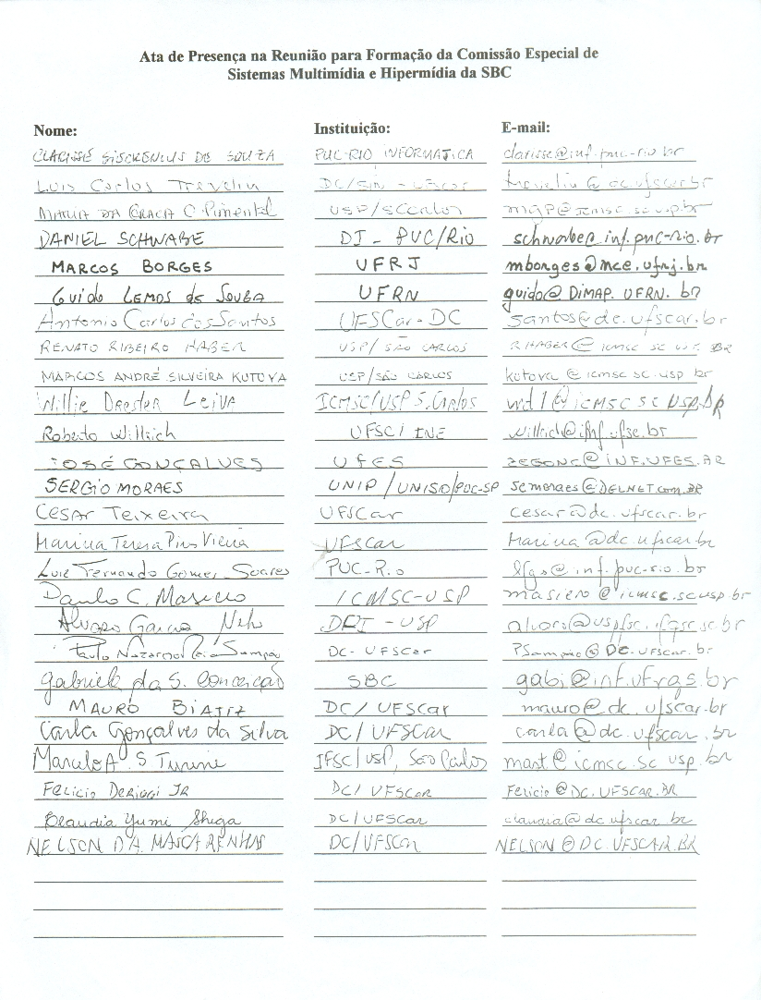 Ata de Presença na Reunião para Formação da Comissão Especial de
Sistemas Multimídia e Hipermídia da SBC
Nome: Instituição: E-mail:
CLARISSE SIECKENIUS DE SOUZA PUC-RIO INFORMATICA clarisse@inf.puc-rio.br
Luis Carlos Trevelin DC/ - UFSCar trevelin@dc.ufscar.br
MARIA DA GRACA C. Pimentel USP/SCarlos mgp@icmsc.sc.usp.br
DANIEL SCHWABE DI - PUC/RIO schwabe@inf.puc-rio.br
MARCOS BORGES UFRJ mborges@nce.ufrj.br
GUIDO LEMOS de SOUZA UFRN guido@DIMAP.UFRN.br
Antonio Carlos dos Santos UFSCar-DC santos@dc.ufscar.br
RENATO RIBEIRO HABER USP/SÃO CARLOS RHABER@icmsc sc BR
MARCOS ANDRÉ SILVEIRA KUTOVA USP/SÃO CARLOS kutova@icmsc.sc.usp br
Willie Dresler LEIVA ICMSC/USP S. Carlos wdl@icmsc sc USP.BR
Roberto Willrich UFSC/INE willrich@inf.ufsc.br
JOSÉ GONÇALVES UFES ZEGONC@INF.UFES.BR
SERGIO MORAES UNIP/UNISO/PUC-SP semoraes@DELNET.com.BR
CESAR TEIXEIRA UFSCar cesar@dc.ufscar.br
Marina Teresa Pires Vieira UFSCar Marina@dc.ufscar.br
Luiz Fernando Gomes Soares PUC-Rio lfgs@inf.puc-rio.br
Paulo C. Masiero ICMSC-USP masiero@icmsc.sc.usp.br
Alvaro Garcia Neto - USP alvaro@uspfsc.ifqsc.sc.br
Paulo Sampaio DC-UFSCar PSampaio@DC.UFSCar.br
Gabriele da S. Conceição SBC gabi@inf.ufrgs.br
MAURO BIAJIZ DC/UFSCar mauro@dc.ufscar.br
Carla Gonçalves da Silva DC/UFSCar carla@dc.ufscar.br
Marcelo A. S Turine IFSC/USP, São Carlos mast@icmsc.sc usp.br
FELICIO DERIGGI JR DC/UFSCar Felicio@DC.UFSCAR.BR
Claudia Yumi Shiga DC/UFSCar claudia@dc ufscar br
NELSON D'A. MASCARENHAS DC/UFSCar NELSON@DC.UFSCAR.BR